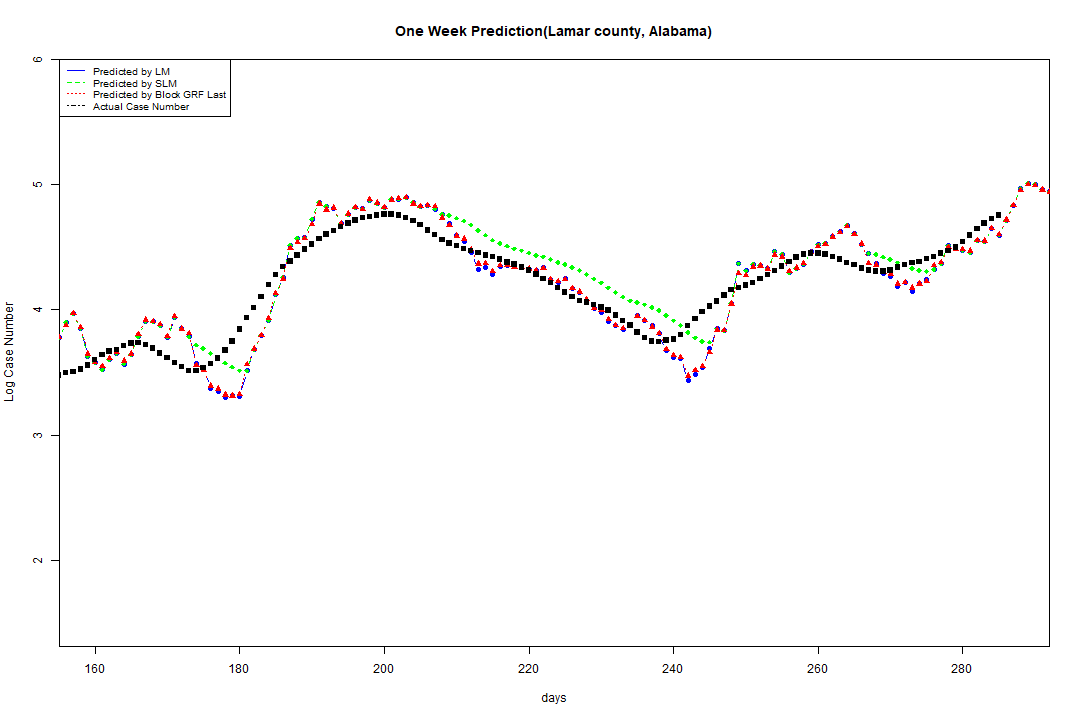 One Week Prediction(Lamar county, Alabama)
Predicted by LM
Predicted by SLM
Predicted by Block GRF Last
Actual Case Number
6
5
4
3
2
Log Case Number
160 180 200 220 240 260 280
days